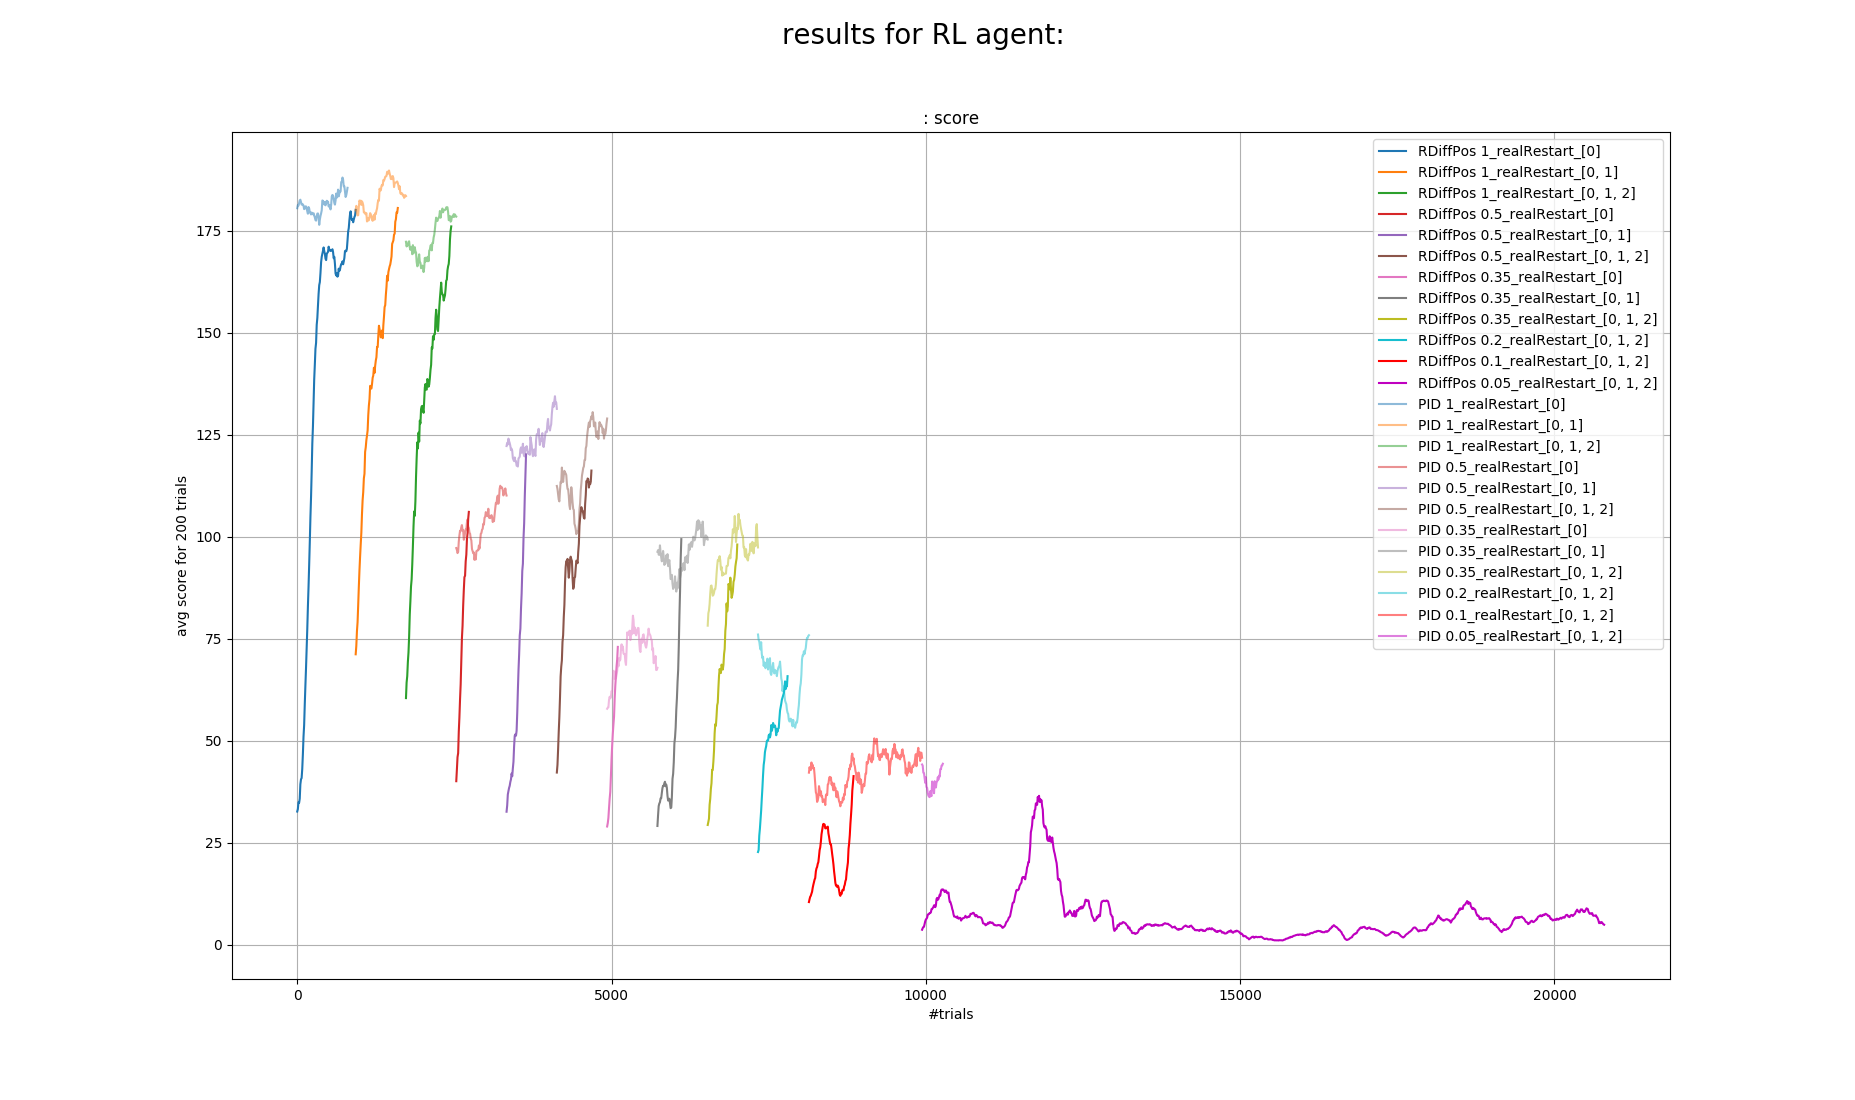 results for RL agent:
: score
RDiffPos 1_realRestart_[0]
RDiffPos 1_realRestart_[0, 1]
RDiffPos 1_realRestart_[0, 1, 2]
RDiffPos 0.5_realRestart_[0]
RDiffPos 0.5_realRestart_[0, 1]
RDiffPos 0.5_realRestart_[0, 1, 2]
RDiffPos 0.35_realRestart_[0]
RDiffPos 0.35_realRestart_[0, 1]
RDiffPos 0.35_realRestart_[0, 1, 2]
RDiffPos 0.2_realRestart_[0, 1, 2]
RDiffPos 0.1_realRestart_[0, 1, 2]
RDiffPos 0.05_realRestart_[0, 1, 2]
PID 1_realRestart_[0]
PID 1_realRestart_[0, 1]
PID 1_realRestart_[0, 1, 2]
PID 0.5_realRestart_[0]
PID 0.5_realRestart_[0, 1]
PID 0.5_realRestart_[0, 1, 2]
PID 0.35_realRestart_[0]
PID 0.35_realRestart_[0, 1]
PID 0.35_realRestart_[0, 1, 2]
PID 0.2_realRestart_[0, 1, 2]
PID 0.1_realRestart_[0, 1, 2]
PID 0.05_realRestart_[0, 1, 2]
avg score for 200 trials
175
150
125
100
75
50
25
0
0 5000 10000 15000 20000
#trials